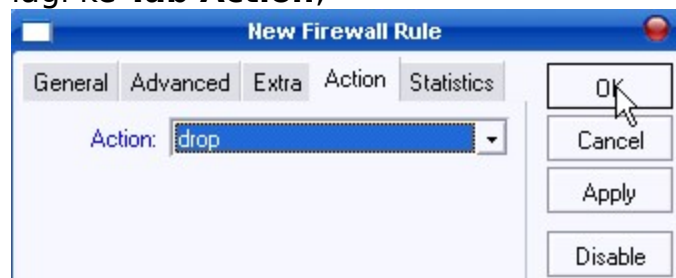 lagi ke Tab Action,
New Firewall Rule
General Advanced Extra Action Statistics
Action: drop
OK
Cancel
Apply
Disable